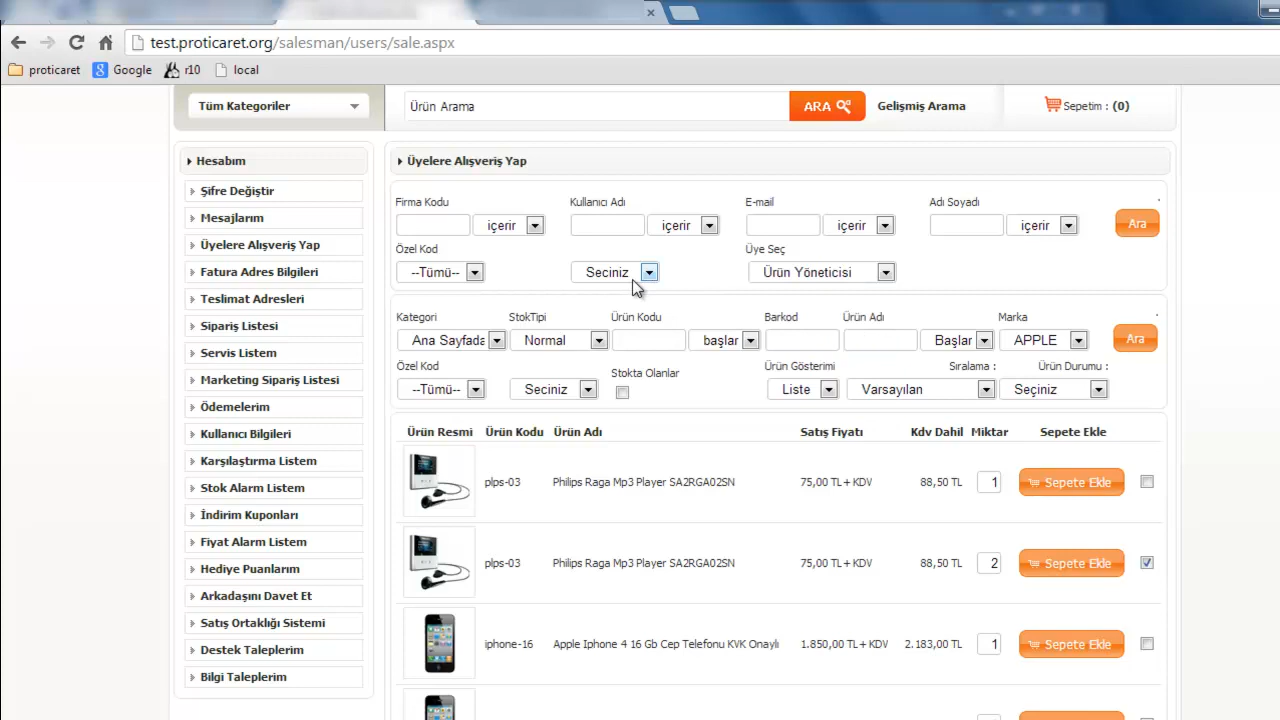 test.proticaret.org/salesman/users/sale.aspx
proticaret Google r10 local
Tüm Kategoriler
Ürün Arama
ARA
Gelişmiş Arama
Sepetim : (0)
Hesabım
Şifre Değiştir
Mesajlarım
Üyelere Alışveriş Yap
Fatura Adres Bilgileri
Teslimat Adresleri
Sipariş Listesi
Servis Listem
Marketing Sipariş Listesi
Ödemelerim
Kullanıcı Bilgileri
Karşılaştırma Listem
Stok Alarm Listem
İndirim Kuponları
Fiyat Alarm Listem
Hediye Puanlarım
Arkadaşını Davet Et
Satış Ortaklığı Sistemi
Destek Taleplerim
Bilgi Taleplerim
Üyelere Alışveriş Yap
Firma Kodu Kullanıcı Adı E-mail Adı Soyadı
içerir içerir içerir içerir Ara
Özel Kod Üye Seç
--Tümü-- Seciniz Ürün Yöneticisi
Kategori StokTipi Ürün Kodu Barkod Ürün Adı Marka
Ana Sayfada Normal başlar Başlar APPLE Ara
Özel Kod Stokta Olanlar Ürün Gösterimi Sıralama : Ürün Durumu :
--Tümü-- Seciniz Liste Varsayılan Seçiniz
Ürün Resmi Ürün Kodu Ürün Adı Satış Fiyatı Kdv Dahil Miktar Sepete Ekle
plps-03 Philips Raga Mp3 Player SA2RGA02SN 75,00 TL + KDV 88,50 TL 1 Sepete Ekle
plps-03 Philips Raga Mp3 Player SA2RGA02SN 75,00 TL + KDV 88,50 TL 2 Sepete Ekle
iphone-16 Apple Iphone 4 16 Gb Cep Telefonu KVK Onaylı 1.850,00 TL + KDV 2.183,00 TL 1 Sepete Ekle